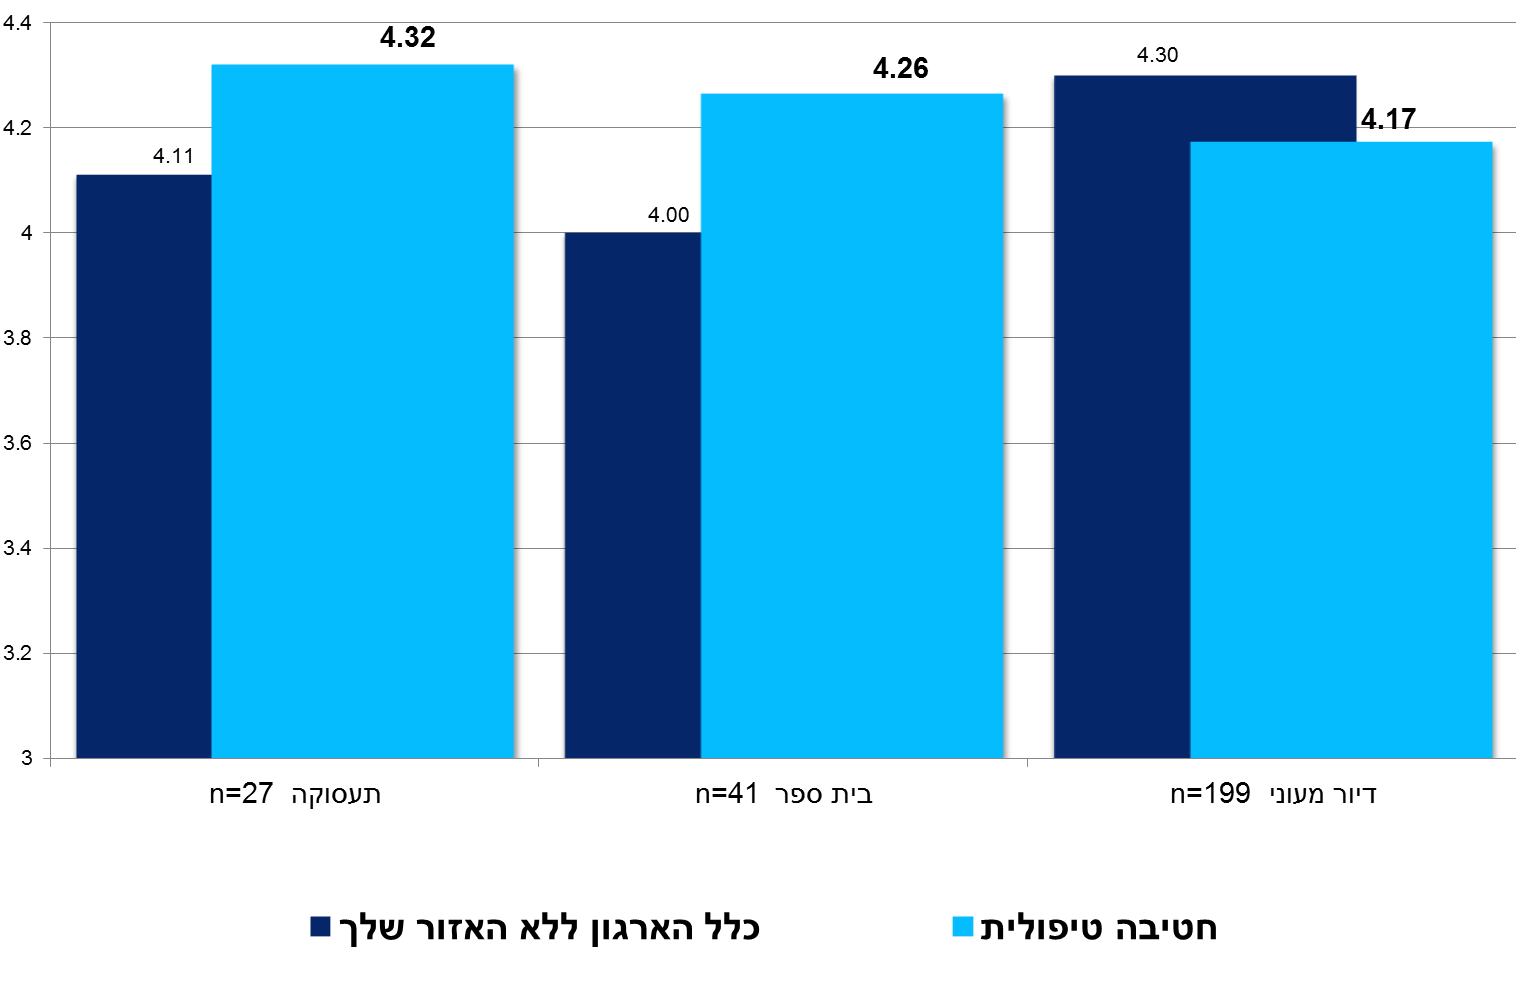 4.4
4.2
4
3.8
3.6
3.4
3.2
3
4.11
4.32
4.00
4.26
4.30
4.17
תעסוקה n=27
בית ספר n=41
דיור מעוני n=199
כלל הארגון ללא האזור שלך
חטיבה טיפולית